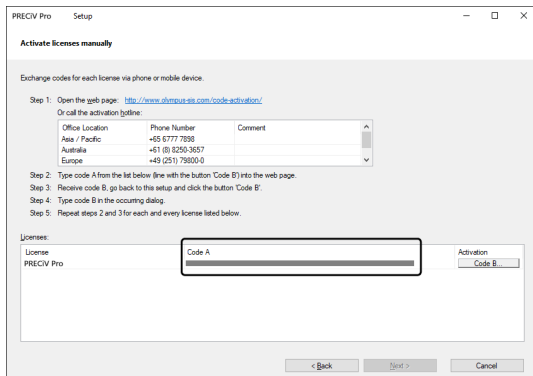 PRECiV Pro Setup
Activate licenses manually
Exchange codes for each license via phone or mobile device.
Step 1: Open the web page: http://www.olympus-sis.com/code-activation/
Or call the activation hotline:
Office Location Phone Number Comment
Asia / Pacific +65 6777 7898
Australia +61 (8) 8250-3657
Europe +49 (251) 79800-0
Step 2: Type code A from the list below (line with the button 'Code B') into the web page.
Step 3: Receive code B, go back to this setup and click the button 'Code B'.
Step 4: Type code B in the occurring dialog.
Step 5: Repeat steps 2 and 3 for each and every license listed below.
Licenses:
License Code A Activation
PRECiV Pro Code B...
< Back Next > Cancel